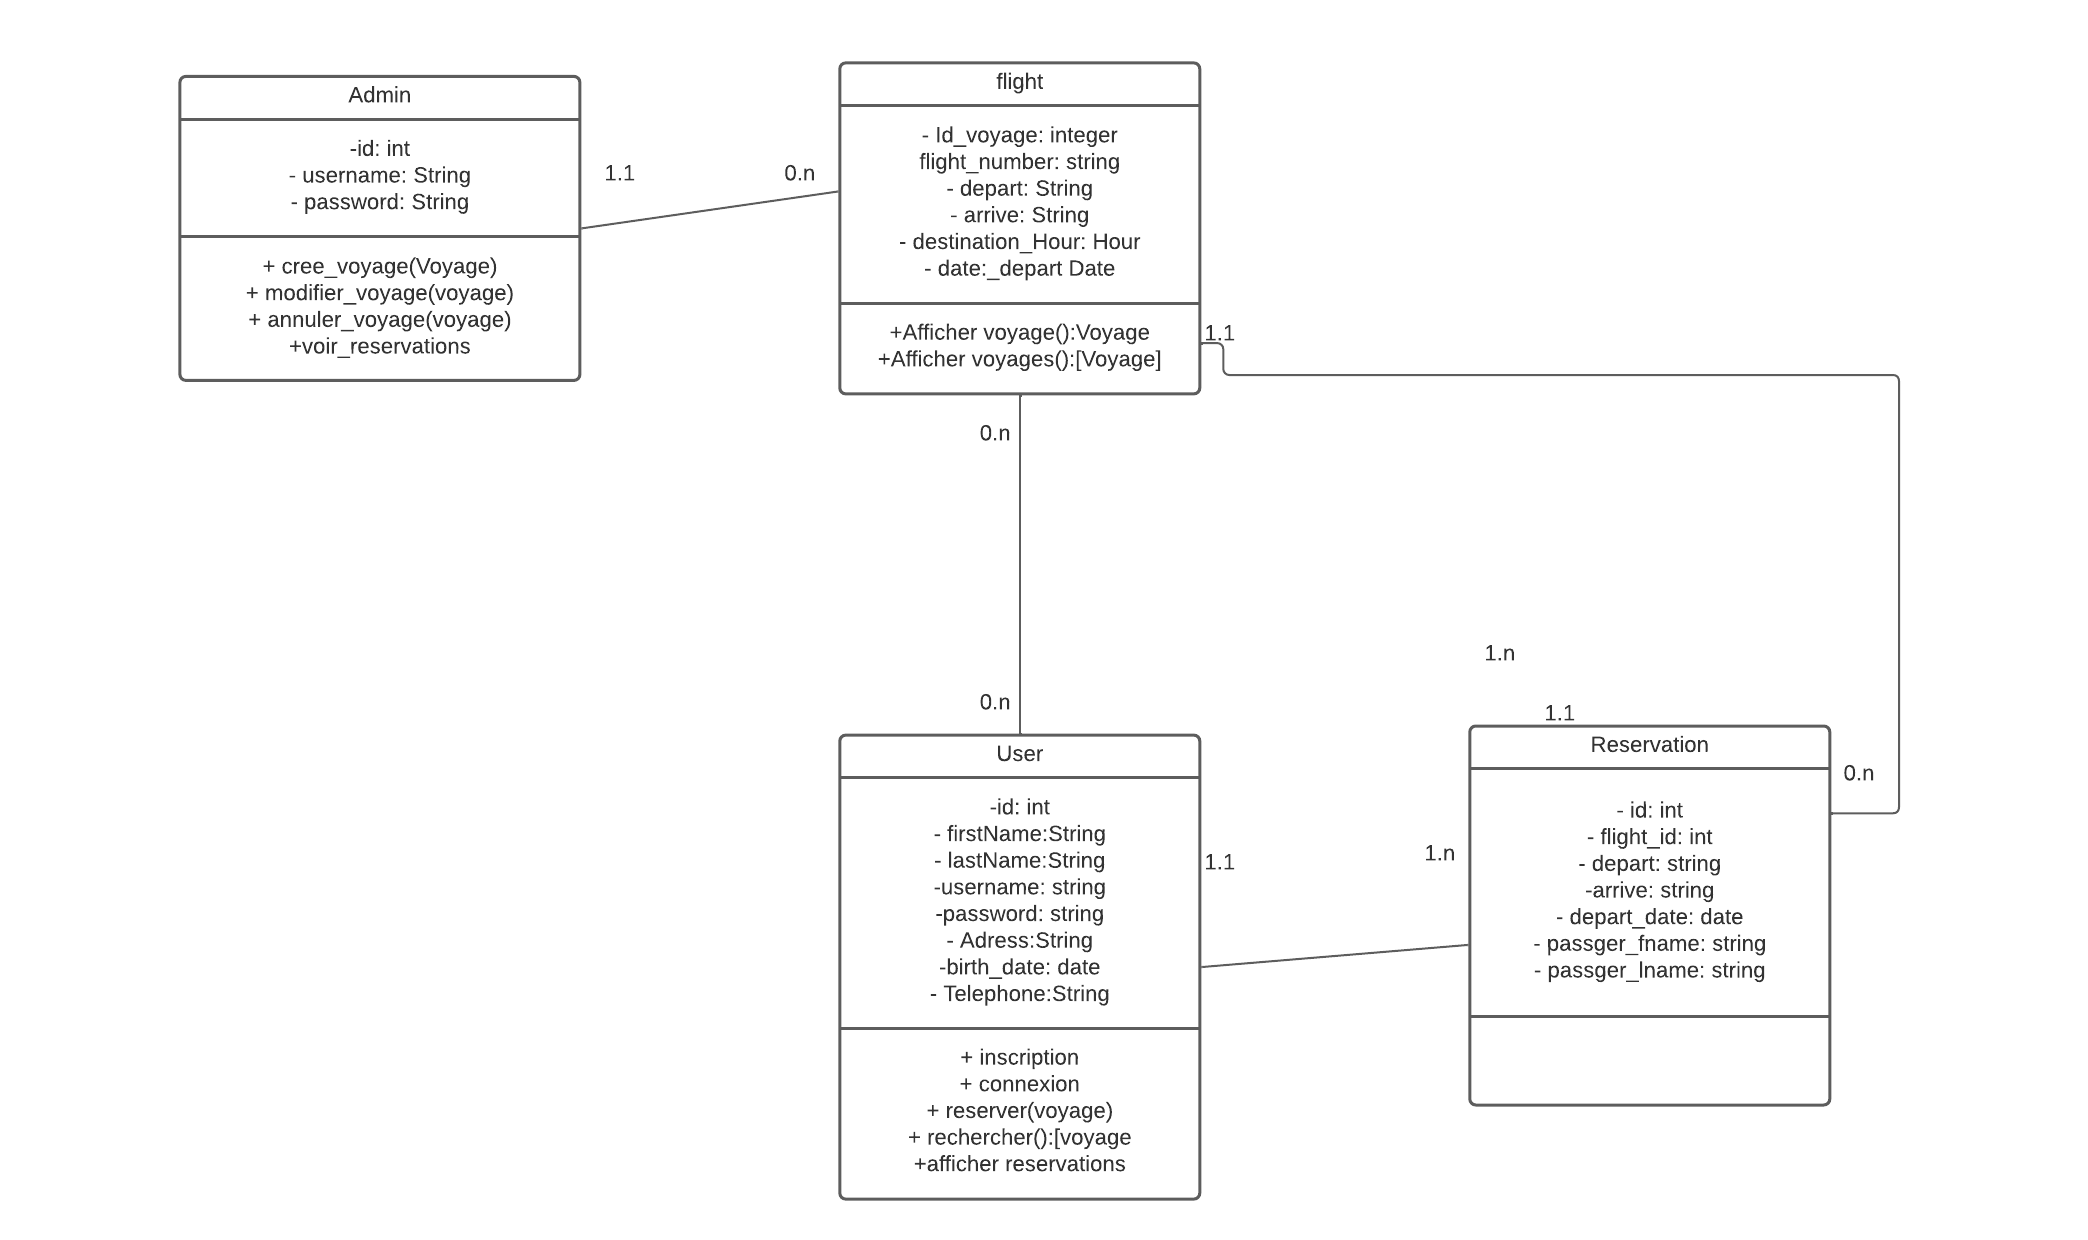 Admin
-id: int
- username: String
- password: String
+ cree_voyage(Voyage)
+ modifier_voyage(voyage)
+ annuler_voyage(voyage)
+voir_reservations
1.1
0.n
flight
- Id_voyage: integer
flight_number: string
- depart: String
- arrive: String
- destination_Hour: Hour
- date:_depart Date
+Afficher voyage():Voyage
+Afficher voyages():[Voyage]
1.1
0.n
0.n
User
-id: int
- firstName:String
- lastName:String
-username: string
-password: string
- Adress:String
-birth_date: date
- Telephone:String
+ inscription
+ connexion
+ reserver(voyage)
+ rechercher():[voyage
+afficher reservations
1.1
1.n
1.n
1.1
0.n
Reservation
- id: int
- flight_id: int
- depart: string
-arrive: string
- depart_date: date
- passger_fname: string
- passger_lname: string